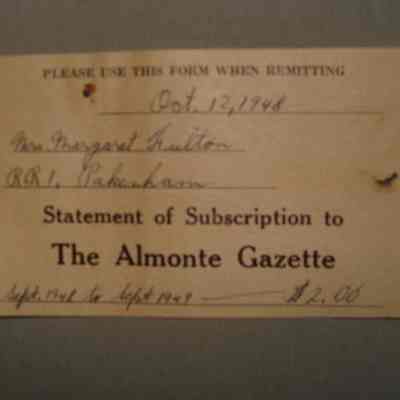 PLEASE USE THIS FORM WHEN REMITTING
Oct. 12, 1948
Mrs. Margaret Fulton
RR1, Pakenham
Statement of Subscription to
The Almonte Gazette
Sept. 1948 to Sept 1949 — $2.00